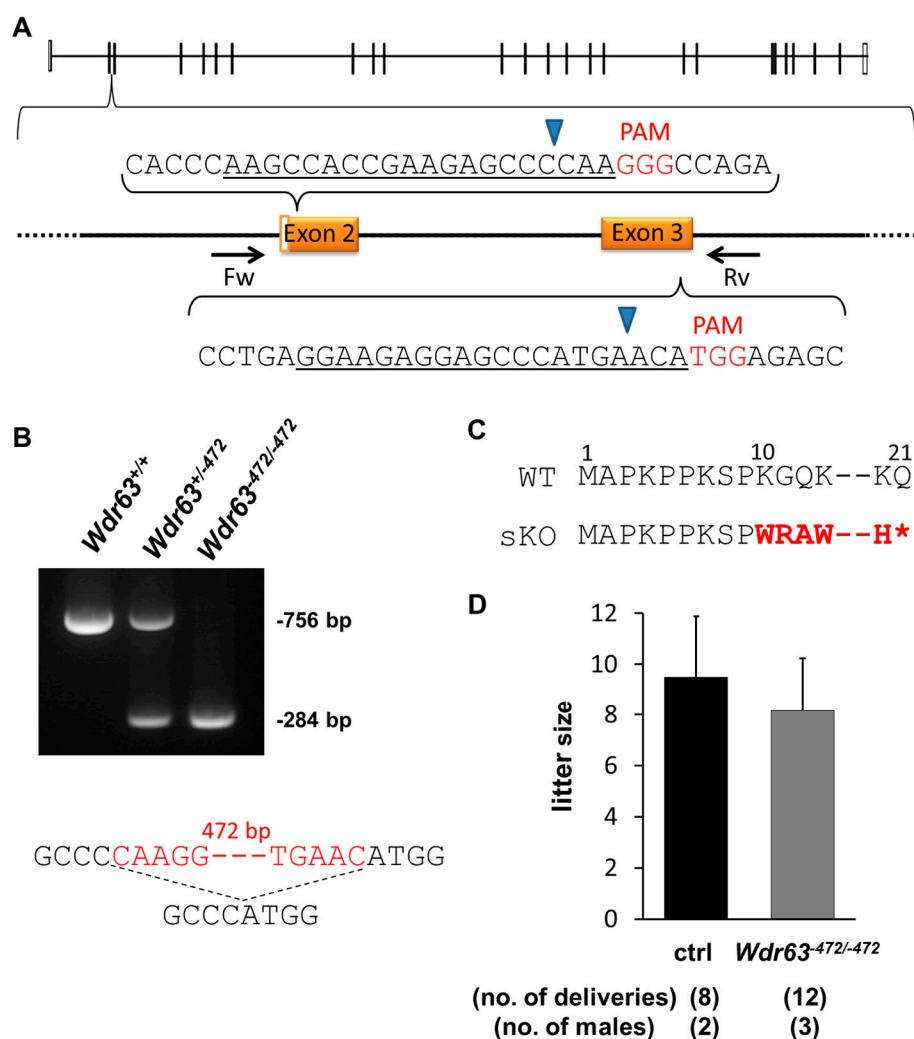 A
PAM
CACCCAAGCCACCGAAGAGCCCCAAGGGCCAGA
Exon 2
Exon 3
Fw
Rv
PAM
CCTGAGGAAGAGGAGCCCATGAACATGGAGAGC
B
Wdr63+/+
Wdr63+/-472
Wdr63-472/-472
-756 bp
-284 bp
472 bp
GCCCCAAGG---TGAACATGG
GCCCATGG
C
1 10 21
WT MAPKPPKSPKGQK--KQ
sKO MAPKPPKSPWRAW--H*
D
litter size
12
10
8
6
4
2
0
ctrl Wdr63-472/-472
(no. of deliveries) (8) (12)
(no. of males) (2) (3)